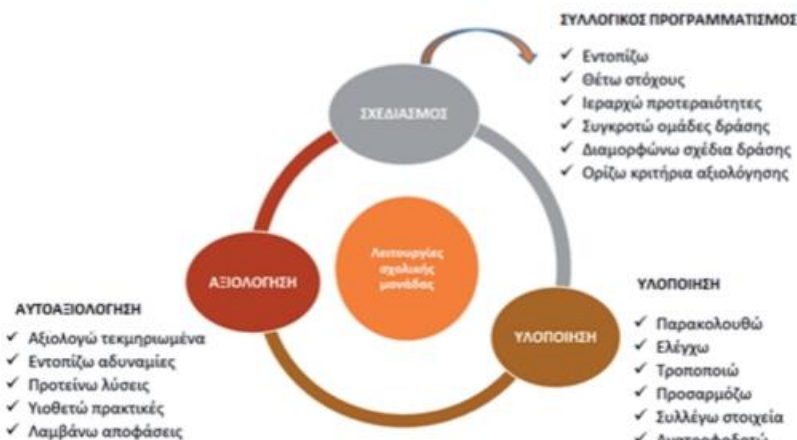 ΣΥΛΛΟΓΙΚΟΣ ΠΡΟΓΡΑΜΜΑΤΙΣΜΟΣ
✓ Εντοπίζω
✓ Θέτω στόχους
✓ Ιεραρχώ προτεραιότητες
✓ Συγκροτώ ομάδες δράσης
✓ Διαμορφώνω σχέδια δράσης
✓ Ορίζω κριτήρια αξιολόγησης
ΣΧΕΔΙΑΣΜΟΣ
Λειτουργίες
σχολικής
μονάδας
ΑΞΙΟΛΟΓΗΣΗ
ΥΛΟΠΟΙΗΣΗ
ΑΥΤΟΑΞΙΟΛΟΓΗΣΗ
✓ Αξιολογώ τεκμηριωμένα
✓ Εντοπίζω αδυναμίες
✓ Προτείνω λύσεις
✓ Υιοθετώ πρακτικές
✓ Λαμβάνω αποφάσεις
ΥΛΟΠΟΙΗΣΗ
✓ Παρακολουθώ
✓ Ελέγχω
✓ Τροποποιώ
✓ Προσαρμόζω
✓ Συλλέγω στοιχεία